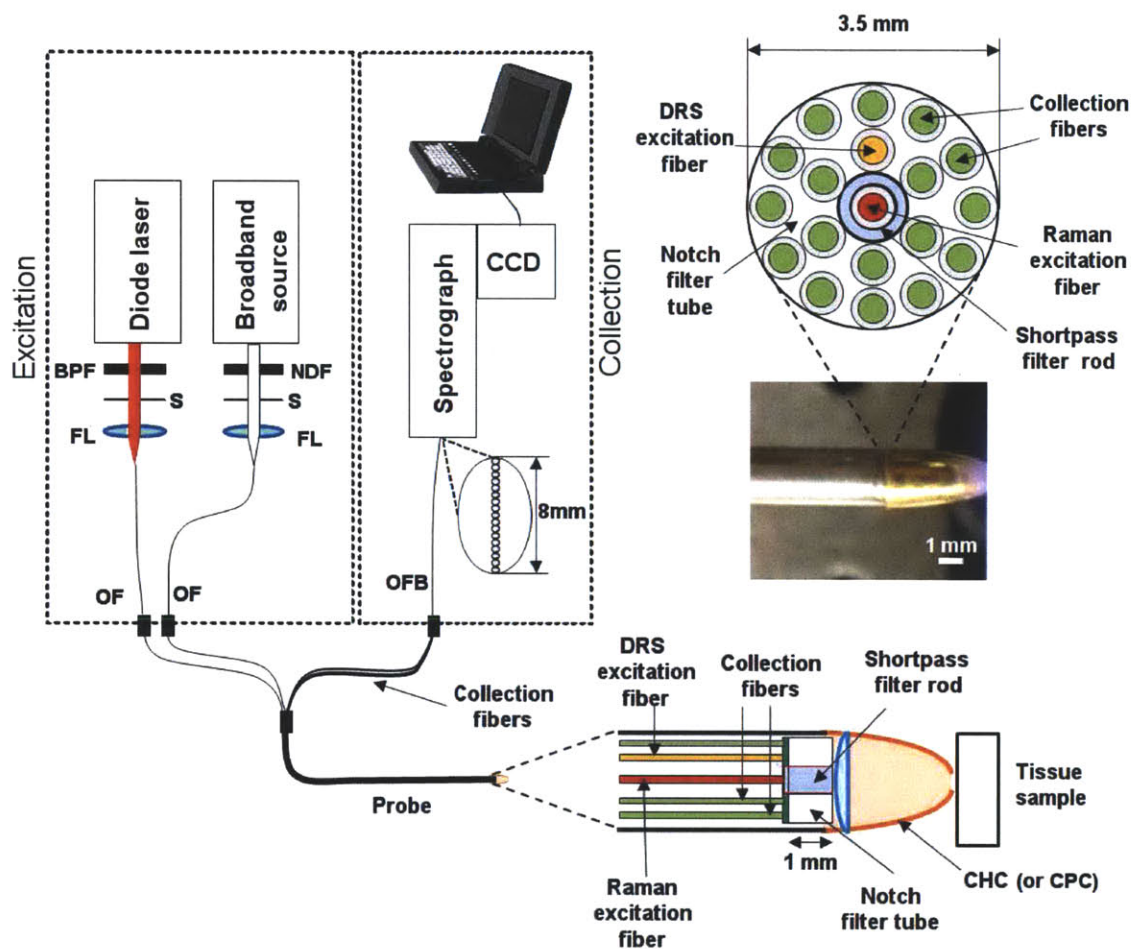 Excitation
Diode laser
Broadband
source
BPF
NDF
S
S
FL
FL
OF
OF
Spectrograph
CCD
Collection
8mm
OFB
3.5 mm
DRS
excitation
fiber
Collection
fibers
Notch
filter
tube
Raman
excitation
fiber
Shortpass
filter rod
1 mm
Collection
fibers
Probe
DRS
excitation
fiber
Collection
fibers
Shortpass
filter rod
Tissue
sample
1 mm
Raman
excitation
fiber
Notch
filter tube
CHC (or CPC)